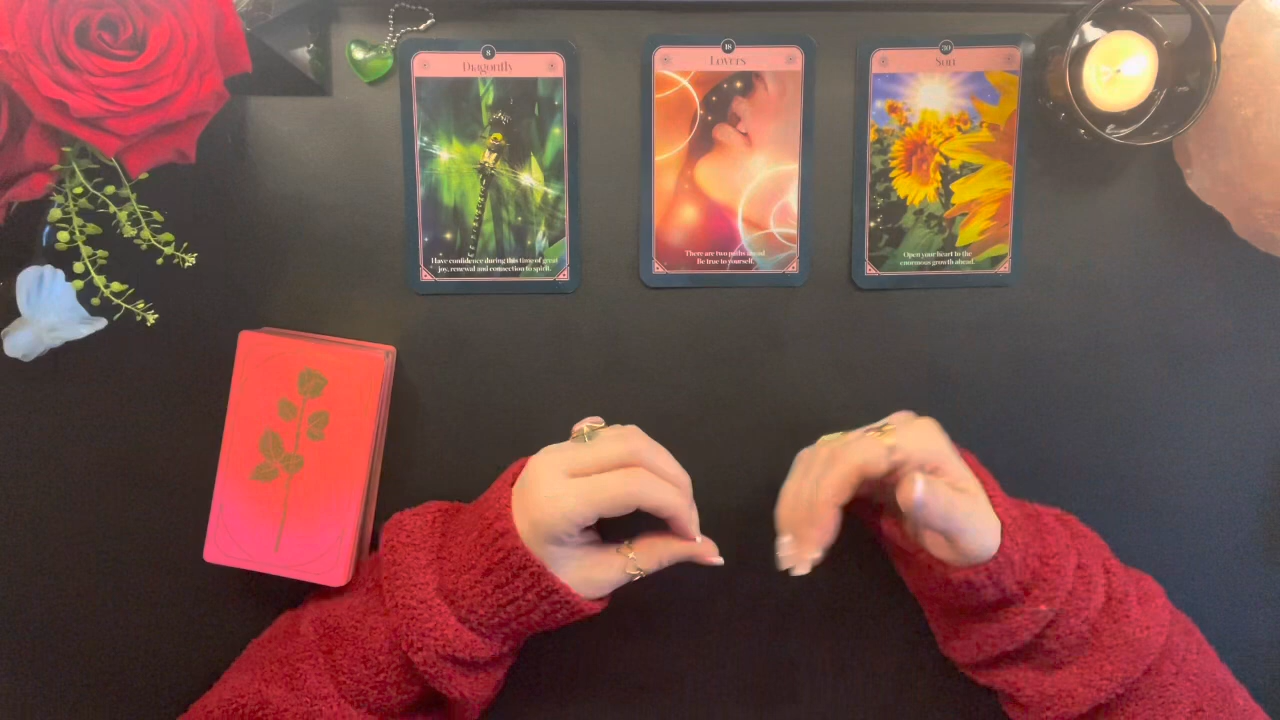 8
Dragonfly
Have confidence during this time of great
joy, renewal and connection to spirit.
18
Lovers
There are two paths ahead
Be true to yourself.
30
Sun
Open your heart to the
enormous growth ahead.